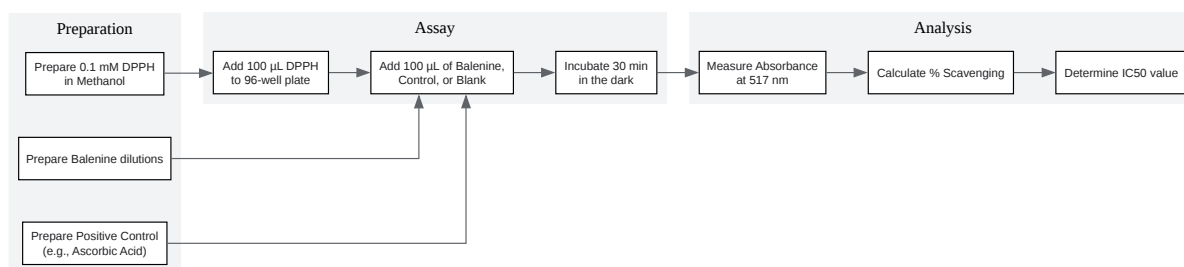 Preparation
Prepare 0.1 mM DPPH
in Methanol
Prepare Balenine dilutions
Prepare Positive Control
(e.g., Ascorbic Acid)
Assay
Add 100 µL DPPH
to 96-well plate
Add 100 µL of Balenine,
Control, or Blank
Incubate 30 min
in the dark
Analysis
Measure Absorbance
at 517 nm
Calculate % Scavenging
Determine IC50 value